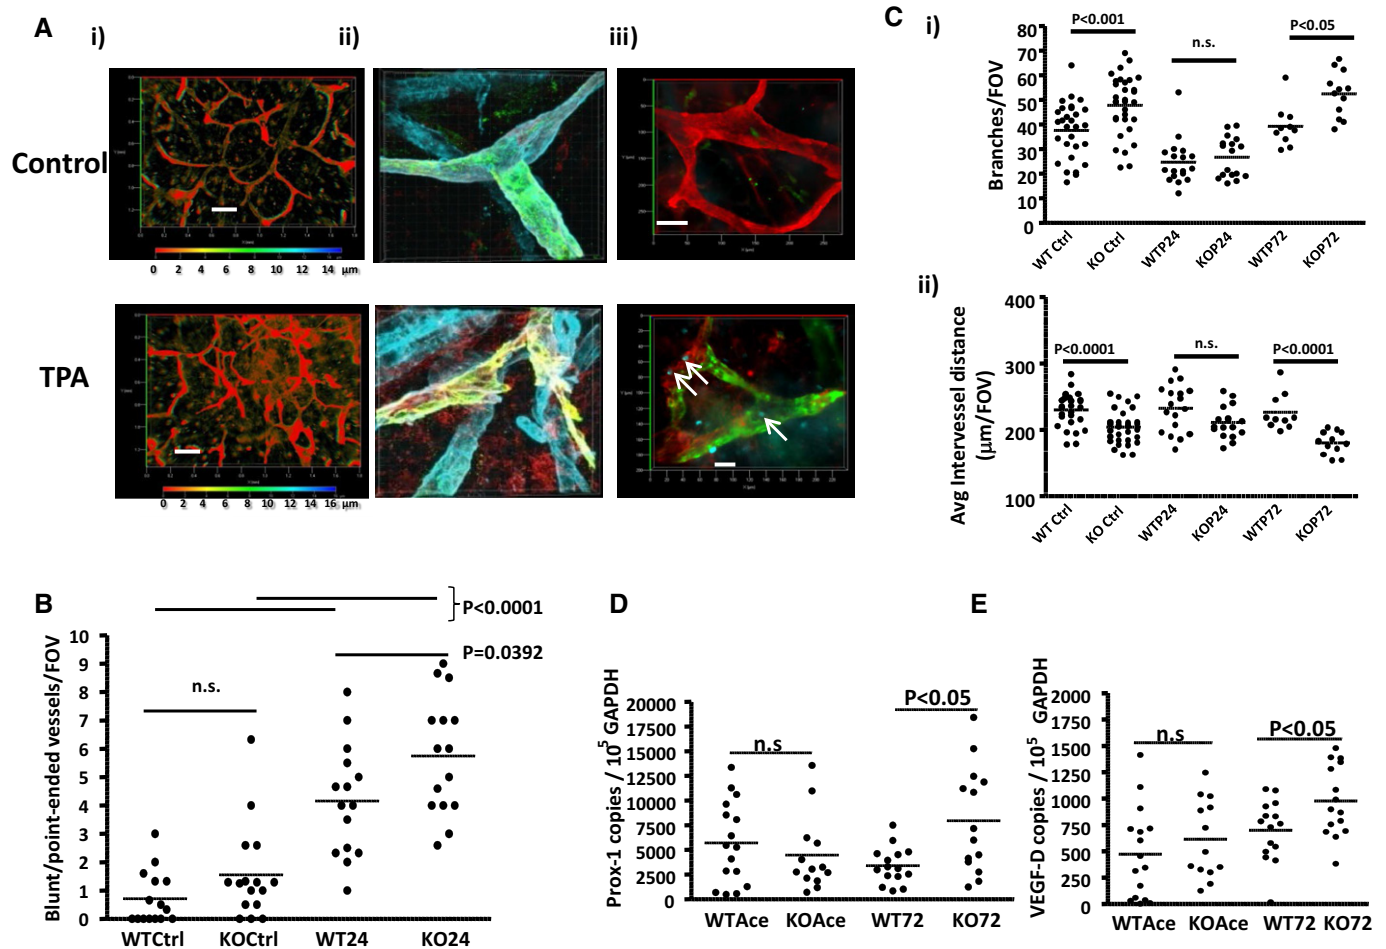 A
i)
ii)
iii)
Control
0 2 4 6 8 10 12 14 µm
TPA
0 2 4 6 8 10 12 14 16 µm
C
i)
P<0.001
n.s.
P<0.05
Branches/FOV
80
70
60
50
40
30
20
10
0
WT Ctrl
KO Ctrl
WTP24
KOP24
WTP72
KOP72
ii)
Avg Intervessel distance
(µm/FOV)
400
300
200
100
P<0.0001
n.s.
P<0.0001
WT Ctrl
KO Ctrl
WTP24
KOP24
WTP72
KOP72
B
P<0.0001
P=0.0392
n.s.
Blunt/point-ended vessels/FOV
10
9
8
7
6
5
4
3
2
1
0
WTCtrl KOCtrl WT24 KO24
D
Prox-1 copies / 10⁵ GAPDH
20000
17500
15000
12500
10000
7500
5000
2500
0
n.s
P<0.05
WTAce KOAce WT72 KO72
E
VEGF-D copies / 10⁵ GAPDH
2000
1750
1500
1250
1000
750
500
250
0
n.s
P<0.05
WTAce KOAce WT72 KO72